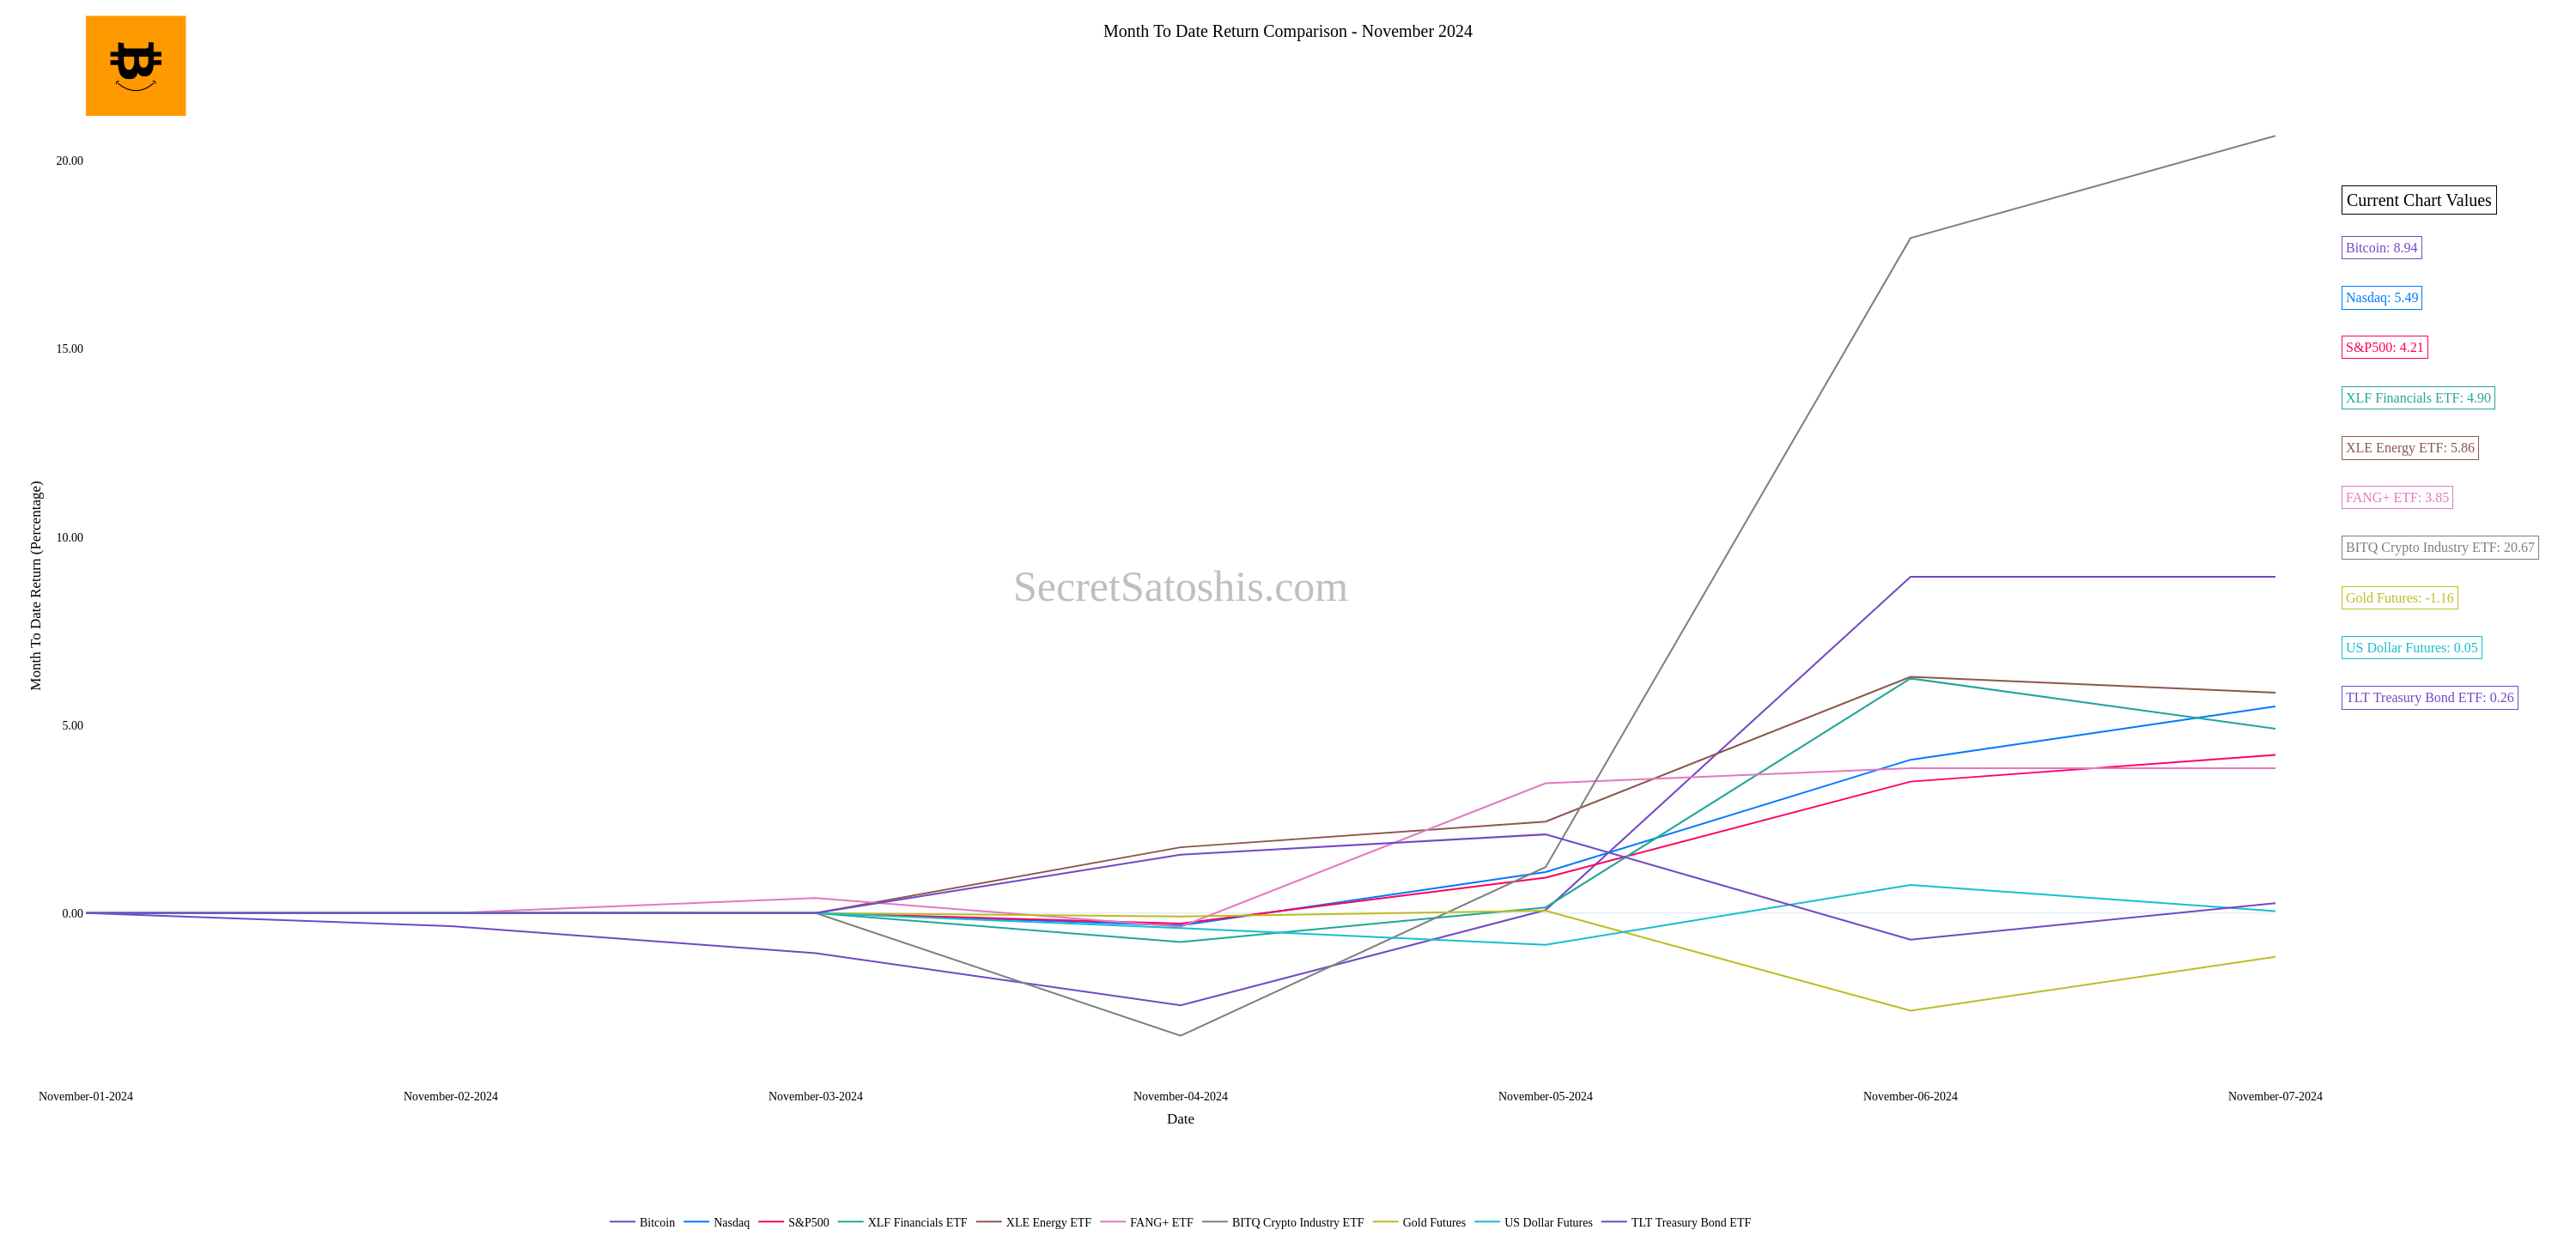 Month To Date Return Comparison - November 2024
20.00
15.00
10.00
5.00
0.00
Month To Date Return (Percentage)
SecretSatoshis.com
Current Chart Values
Bitcoin: 8.94
Nasdaq: 5.49
S&P500: 4.21
XLF Financials ETF: 4.90
XLE Energy ETF: 5.86
FANG+ ETF: 3.85
BITQ Crypto Industry ETF: 20.67
Gold Futures: -1.16
US Dollar Futures: 0.05
TLT Treasury Bond ETF: 0.26
November-01-2024 November-02-2024 November-03-2024 November-04-2024 November-05-2024 November-06-2024 November-07-2024
Date
Bitcoin Nasdaq S&P500 XLF Financials ETF XLE Energy ETF FANG+ ETF BITQ Crypto Industry ETF Gold Futures US Dollar Futures TLT Treasury Bond ETF